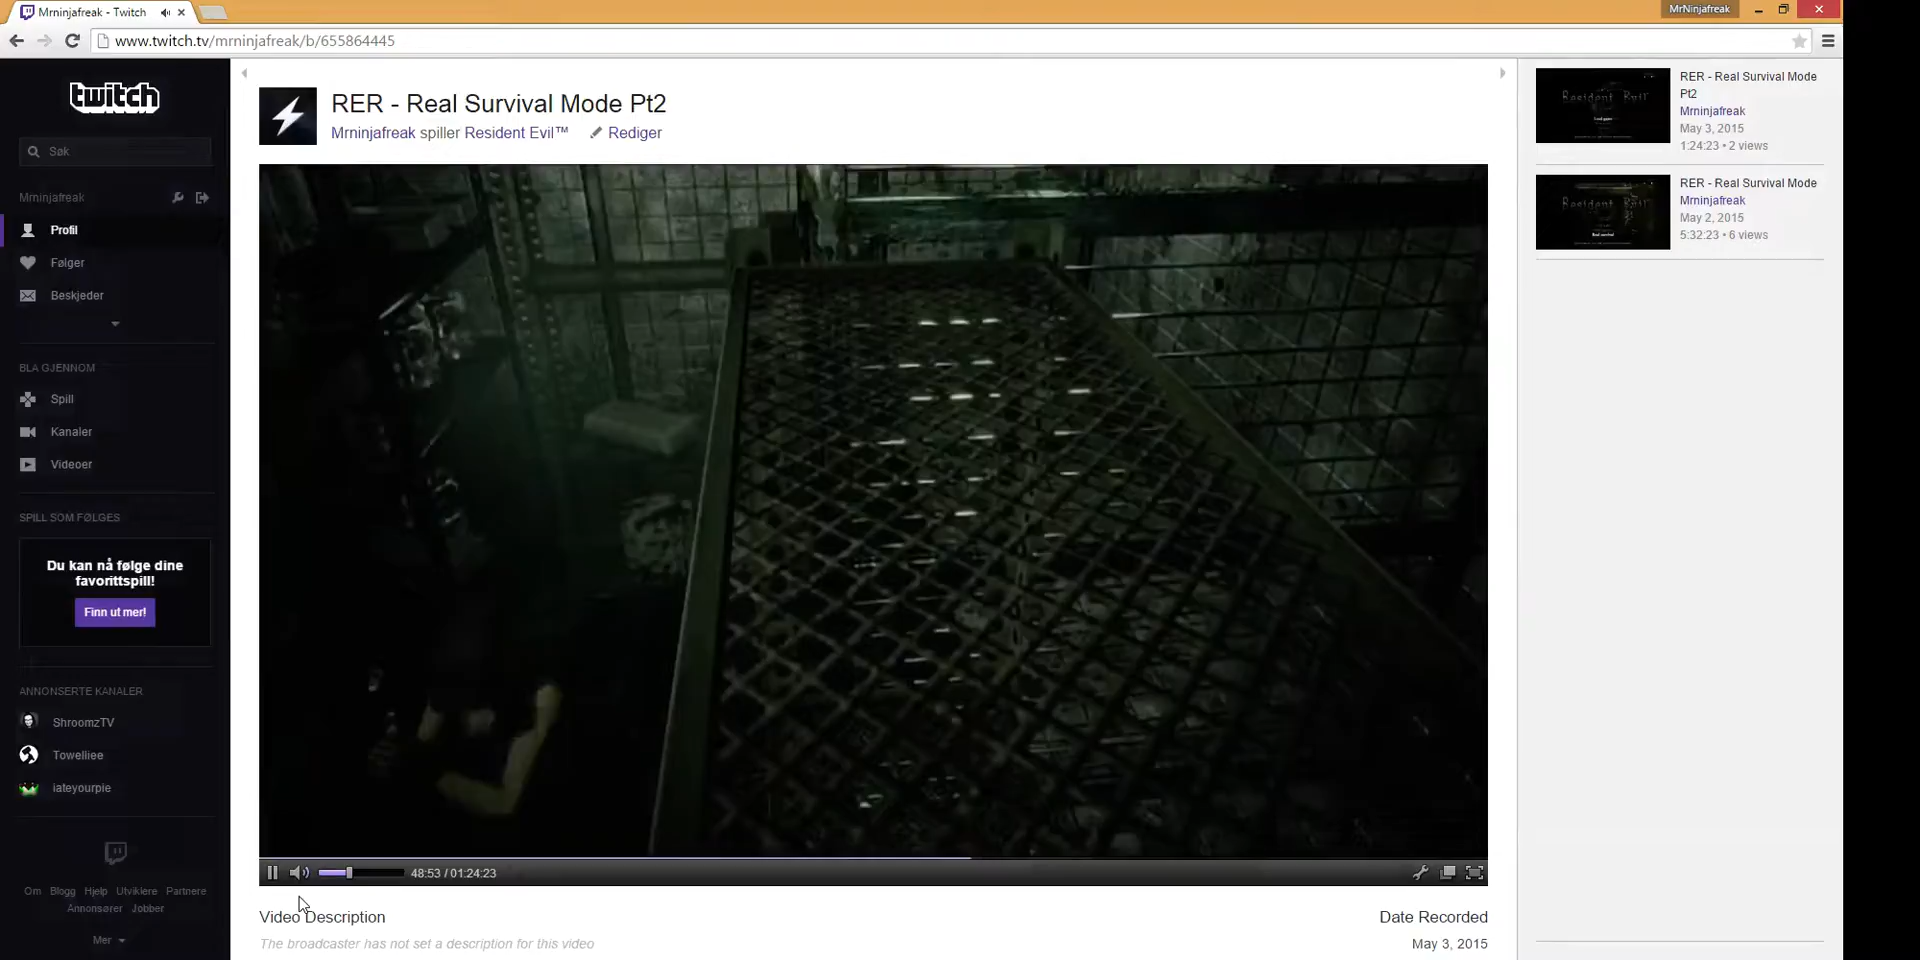 Mrninjafreak - Twitch
MrNinjafreak
www.twitch.tv/mrninjafreak/b/655864445
twitch
Søk
Mrninjafreak
Profil
Følger
Beskjeder
BLA GJENNOM
Spill
Kanaler
Videoer
SPILL SOM FØLGES
Du kan nå følge dine
favorittspill!
Finn ut mer!
ANNONSERTE KANALER
ShroomzTV
Towelliee
iateyourpie
Om Blogg Hjelp Utviklere Partnere
Annonsører Jobber
Mer
RER - Real Survival Mode Pt2
Mrninjafreak spiller Resident Evil™ Rediger
48:53 / 01:24:23
Video Description
The broadcaster has not set a description for this video
Date Recorded
May 3, 2015
Resident Evil
RER - Real Survival Mode
Pt2
Mrninjafreak
May 3, 2015
1:24:23 • 2 views
Resident Evil
RER - Real Survival Mode
Mrninjafreak
May 2, 2015
5:32:23 • 6 views